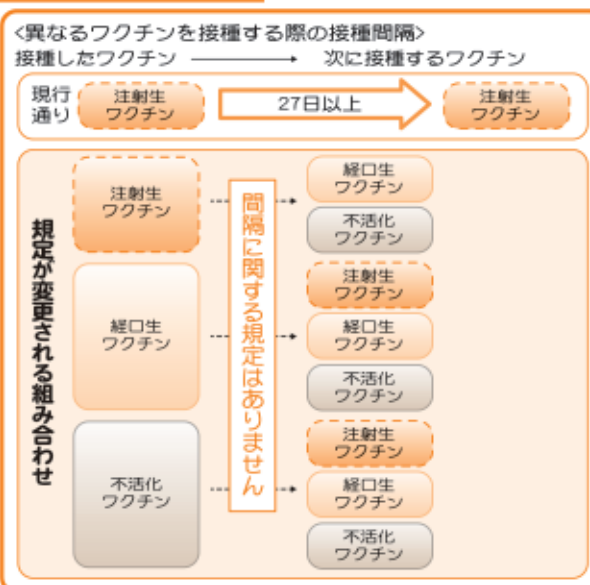 <異なるワクチンを接種する際の接種間隔>
接種したワクチン → 次に接種するワクチン
現行
通り
注射生
ワクチン
27日以上
注射生
ワクチン
規定が変更される組み合わせ
注射生
ワクチン
経口生
ワクチン
不活化
ワクチン
間隔に関する規定はありません
経口生
ワクチン
不活化
ワクチン
注射生
ワクチン
経口生
ワクチン
不活化
ワクチン
注射生
ワクチン
経口生
ワクチン
不活化
ワクチン